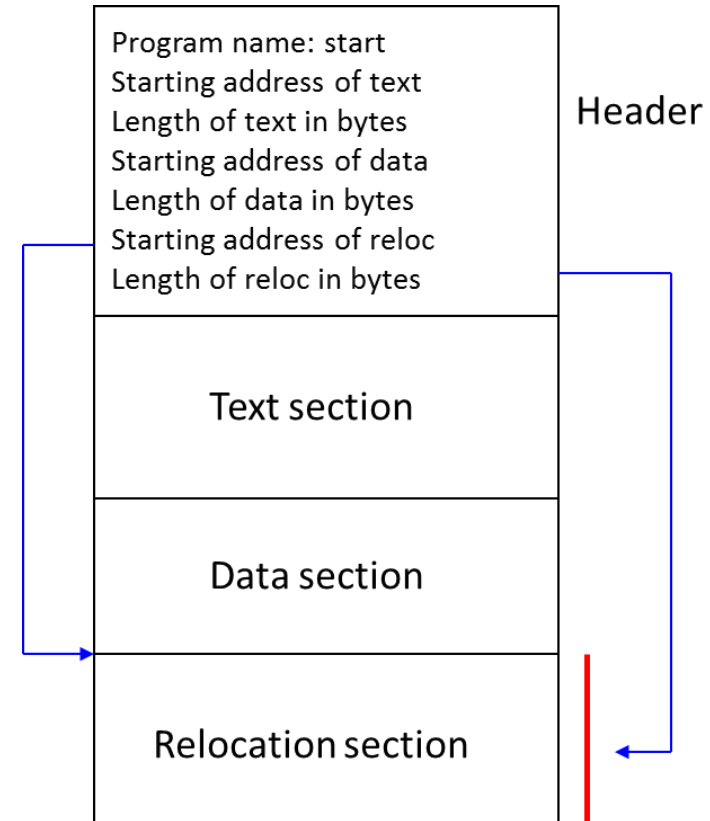 Program name: start
Starting address of text
Length of text in bytes
Starting address of data
Length of data in bytes
Starting address of reloc
Length of reloc in bytes
Header
Text section
Data section
Relocation section